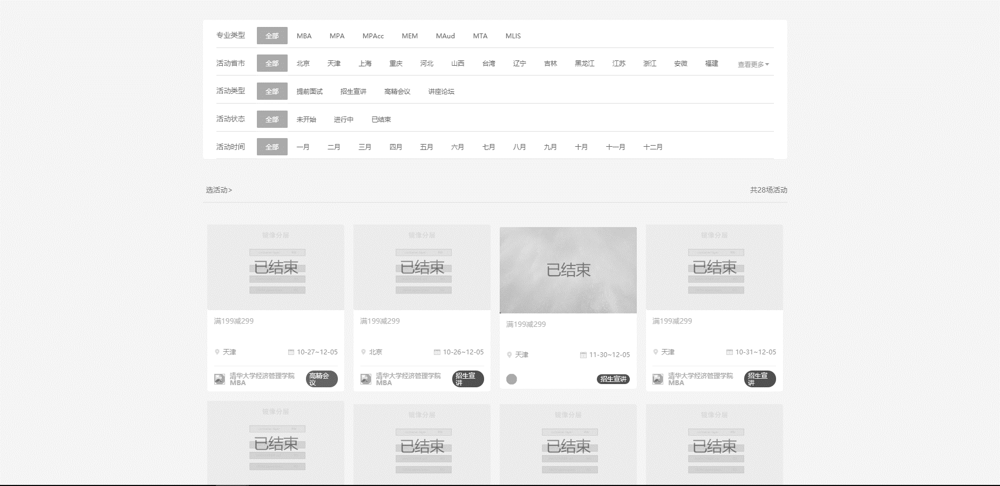 专业类型 全部 MBA MPA MPAcc MEM MAud MTA MLIS
活动省市 全部 北京 天津 上海 重庆 河北 山西 台湾 辽宁 吉林 黑龙江 江苏 浙江 安徽 福建 查看更多
活动类型 全部 提前面试 招生宣讲 高精会议 讲座论坛
活动状态 全部 未开始 进行中 已结束
活动时间 全部 一月 二月 三月 四月 五月 六月 七月 八月 九月 十月 十一月 十二月
选活动> 共28场活动
镜像分层
已结束
满199减299
天津 10-27~12-05
清华大学经济管理学院
MBA
高精会
议
镜像分层
已结束
满199减299
北京 10-26~12-05
清华大学经济管理学院
MBA
招生宣
讲
已结束
满199减299
天津 11-30~12-05
招生宣讲
镜像分层
已结束
满199减299
天津 10-31~12-05
清华大学经济管理学院
MBA
招生宣
讲
镜像分层
已结束
镜像分层
已结束
镜像分层
已结束
镜像分层
已结束